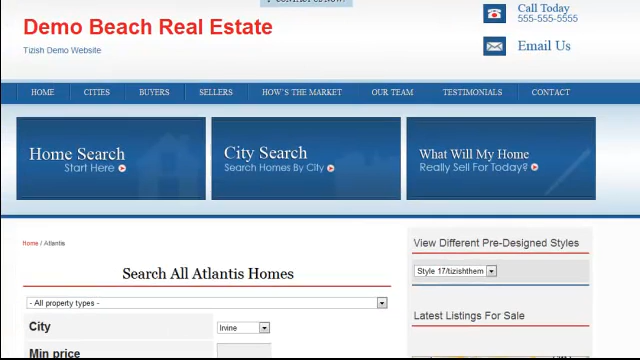 Demo Beach Real Estate
Tizish Demo Website
Call Today
555-555-5555
Email Us
HOME CITIES BUYERS SELLERS HOW'S THE MARKET OUR TEAM TESTIMONIALS CONTACT
Home Search
Start Here
City Search
Search Homes By City
What Will My Home
Really Sell For Today?
Home / Atlantis
Search All Atlantis Homes
- All property types -
City
Irvine
Min price
View Different Pre-Designed Styles
Style 17/tizishthem
Latest Listings For Sale